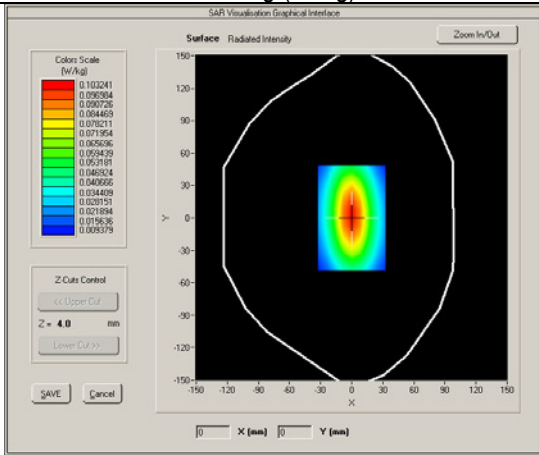 SAR Visualisation Graphical Interface
Surface Radiated Intensity
Zoom In/Out
Colors Scale
(W/kg)
0.103241
0.096984
0.090726
0.084469
0.078211
0.071954
0.065696
0.059439
0.053181
0.046924
0.040666
0.034409
0.028151
0.021894
0.015636
0.009379
150
120
90
60
30
0
-30
-60
-90
-120
-150
Y
-150 -120 -90 -60 -30 0 30 60 90 120 150
X
Z-Cuts Control
<< Upper Cut
Z = 4.0 mm
Lower Cut >>
SAVE Cancel
0 X (mm) 0 Y (mm)